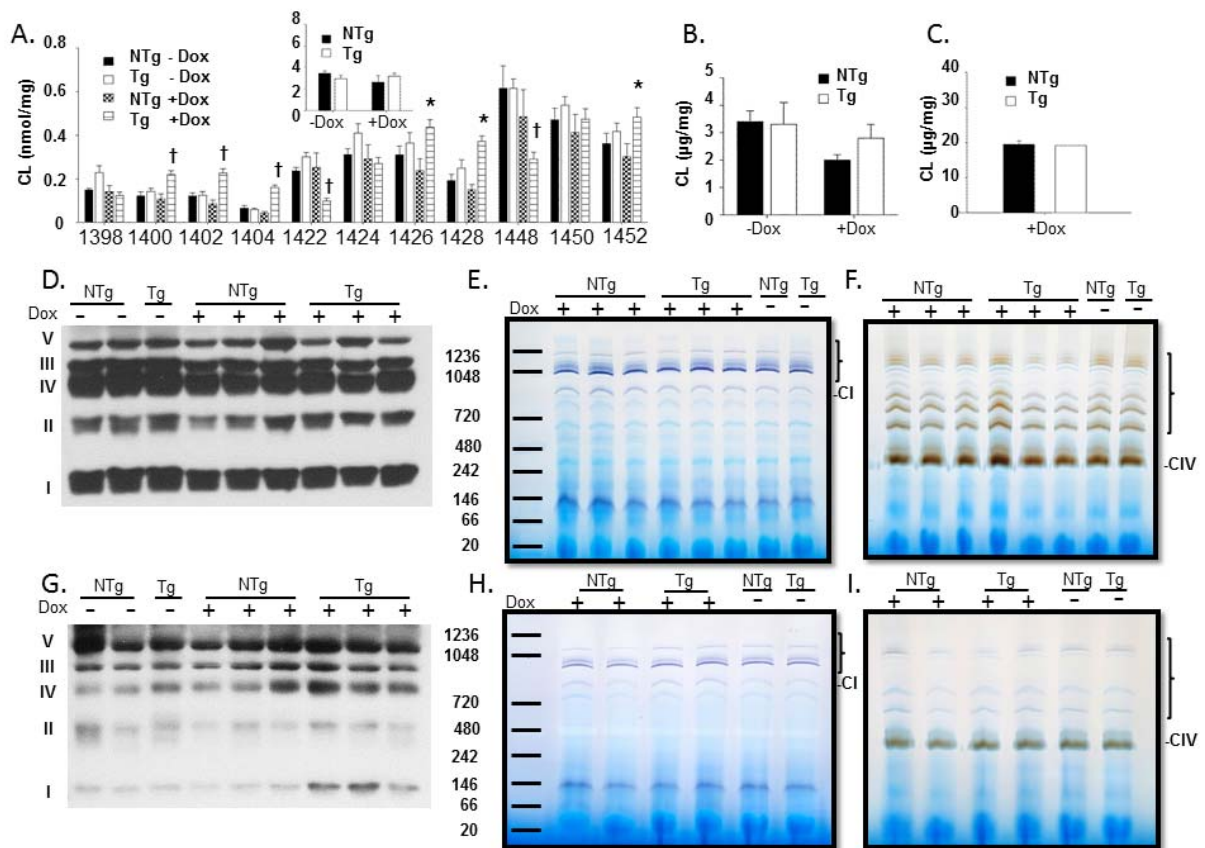 A.
CL (nmol/mg)
0.8
0.6
0.4
0.2
0
NTg - Dox
Tg - Dox
NTg +Dox
Tg +Dox
8
6
4
2
0
NTg
Tg
-Dox +Dox
† † † † * * † *
1398 1400 1402 1404 1422 1424 1426 1428 1448 1450 1452
B.
CL (µg/mg)
5
4
3
2
1
0
NTg
Tg
-Dox +Dox
C.
CL (µg/mg)
40
30
20
10
0
NTg
Tg
+Dox
D.
NTg Tg NTg Tg
Dox - - - + + + + + +
V
III
IV
II
I
E.
NTg Tg NTg Tg
Dox + + + + + + - -
1236
1048
720
480
242
146
66
20
-CI
F.
NTg Tg NTg Tg
+ + + + + + - -
-CIV
G.
NTg Tg NTg Tg
Dox - - - + + + + + +
V
III
IV
II
I
H.
NTg Tg NTg Tg
Dox + + + + - -
1236
1048
720
480
242
146
66
20
-CI
I.
NTg Tg NTg Tg
+ + + + - -
-CIV